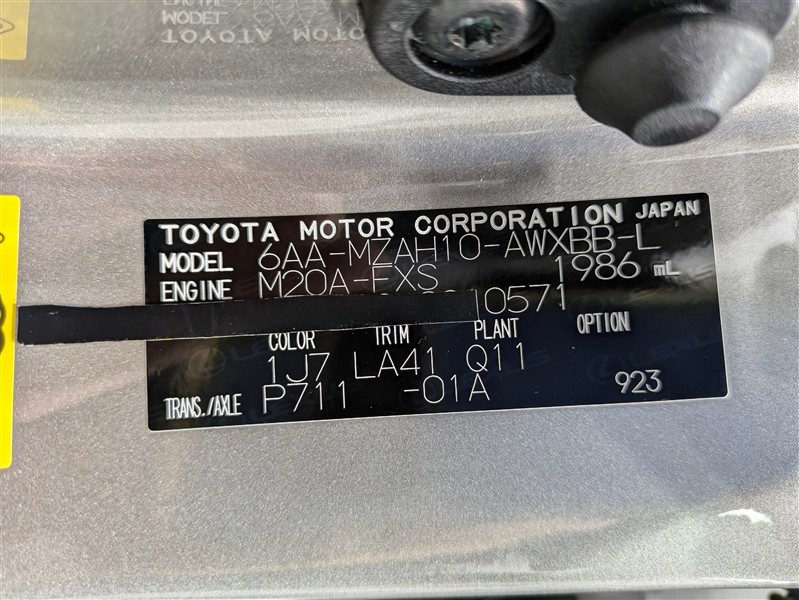 TOYOTA MOTOR CORPORATION JAPAN
MODEL 6AA-MZAH10-AWXBB-L
ENGINE M20A-FXS 1986 mL
10571
COLOR TRIM PLANT OPTION
1J7 LA41 Q11
TRANS./AXLE P711 -01A 923